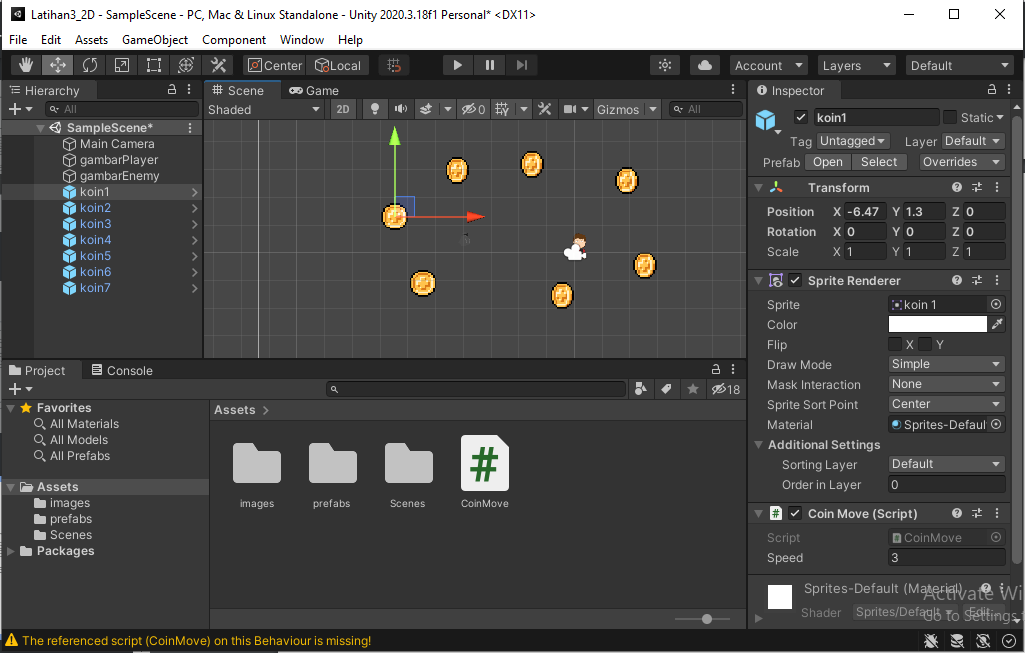 Latihan3_2D - SampleScene - PC, Mac & Linux Standalone - Unity 2020.3.18f1 Personal* <DX11>
File Edit Assets GameObject Component Window Help
Center Local Account Layers Default
Hierarchy
All
SampleScene*
Main Camera
gambarPlayer
gambarEnemy
koin1
koin2
koin3
koin4
koin5
koin6
koin7
Scene Game
Shaded 2D 0 Gizmos All
Inspector
koin1 Static
Tag Untagged Layer Default
Prefab Open Select Overrides
Transform
Position X -6.47 Y 1.3 Z 0
Rotation X 0 Y 0 Z 0
Scale X 1 Y 1 Z 1
Sprite Renderer
Sprite koin 1
Color
Flip X Y
Draw Mode Simple
Mask Interaction None
Sprite Sort Point Center
Material Sprites-Defaul
Additional Settings
Sorting Layer Default
Order in Layer 0
Coin Move (Script)
Script CoinMove
Speed 3
Sprites-Default (Material)
Shader Sprites/Default Edit...
Activate Wi
Go to Settings
Project Console
18
Favorites
All Materials
All Models
All Prefabs
Assets
images
prefabs
Scenes
Packages
Assets
images prefabs Scenes CoinMove
The referenced script (CoinMove) on this Behaviour is missing!